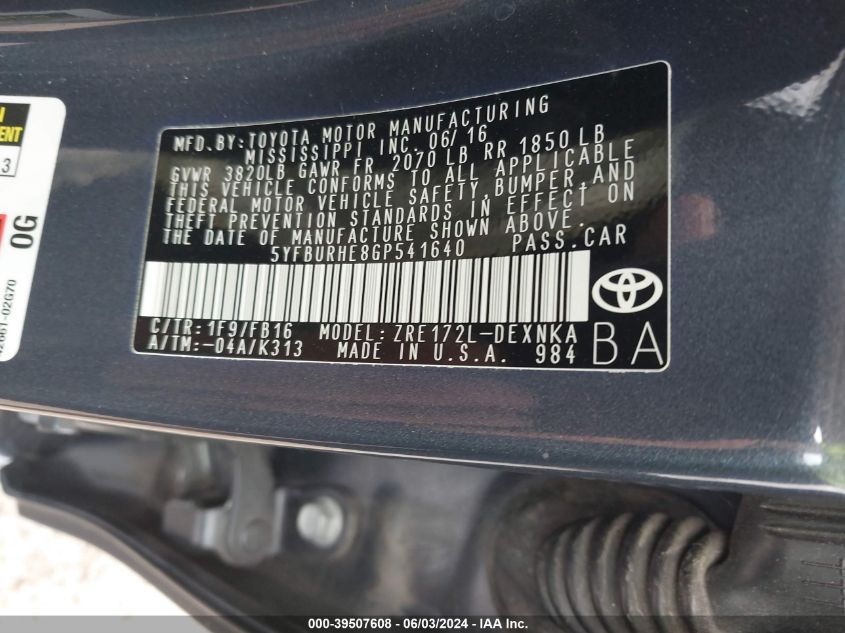 MFD. BY: TOYOTA MOTOR MANUFACTURING
MISSISSIPPI INC. 06/16
GVWR 3820LB GAWR FR 2070 LB RR 1850 LB
THIS VEHICLE CONFORMS TO ALL APPLICABLE
FEDERAL MOTOR VEHICLE SAFETY, BUMPER, AND
THEFT PREVENTION STANDARDS IN EFFECT ON
THE DATE OF MANUFACTURE SHOWN ABOVE.
5YFBURHE8GP541640 PASS. CAR
C/TR: 1F9/FB16 MODEL: ZRE172L-DEXNKA
A/TM: -04A/K313 MADE IN U.S.A. 984
BA
3
0G
000-39507608 - 06/03/2024 - IAA Inc.